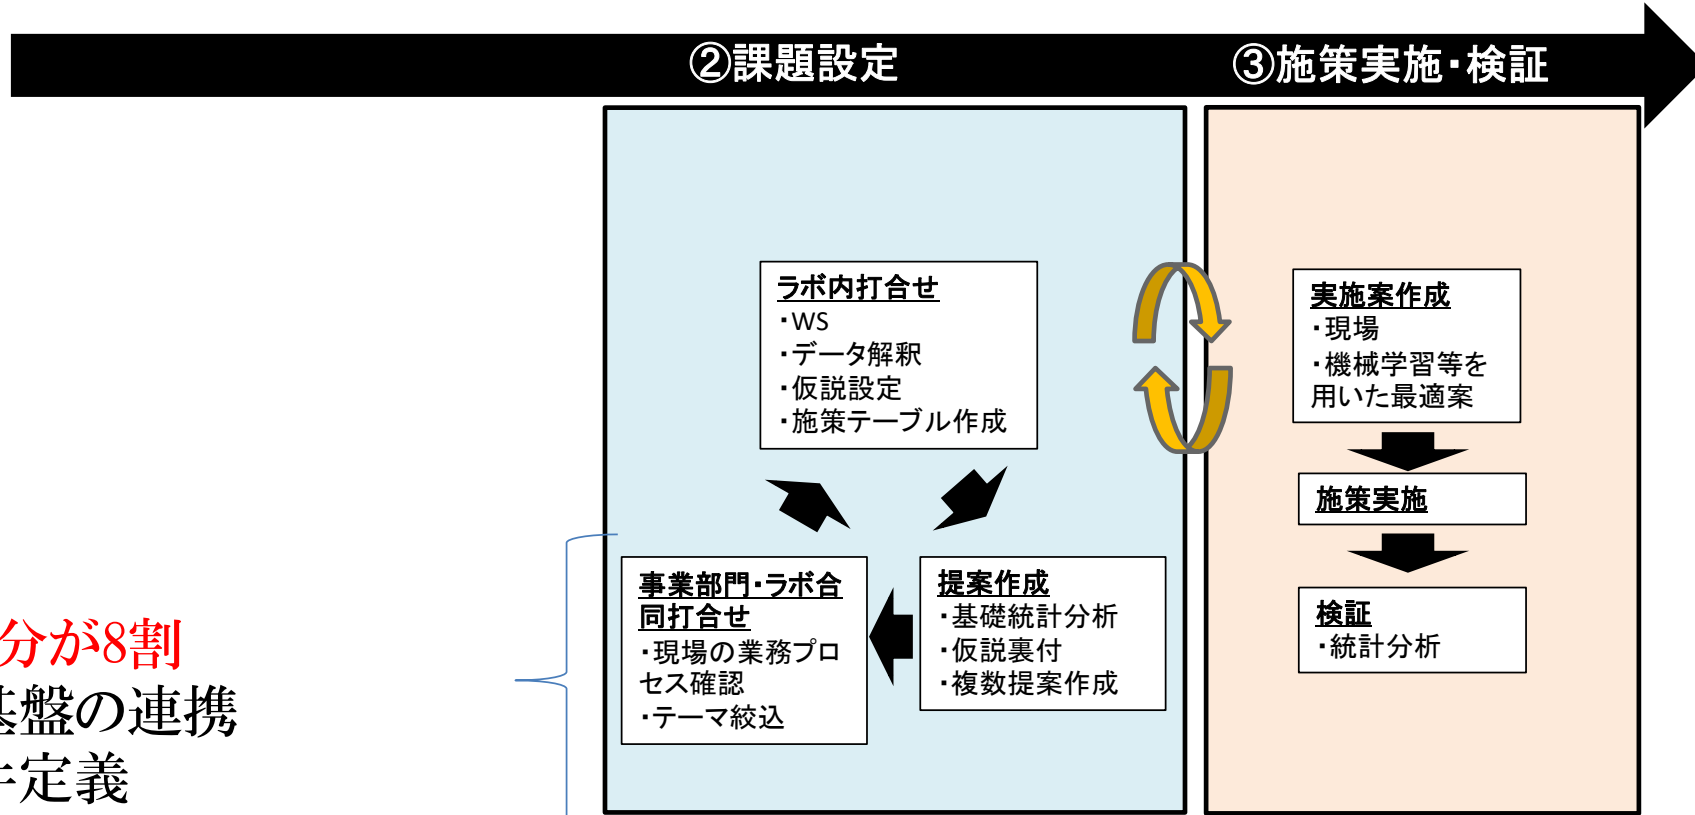 ②課題設定
③施策実施・検証
ラボ内打合せ
・WS
・データ解釈
・仮説設定
・施策テーブル作成
事業部門・ラボ合
同打合せ
・現場の業務プロ
セス確認
・テーマ絞込
提案作成
・基礎統計分析
・仮説裏付
・複数提案作成
実施案作成
・現場
・機械学習等を
用いた最適案
施策実施
検証
・統計分析
分が8割
基盤の連携
定義